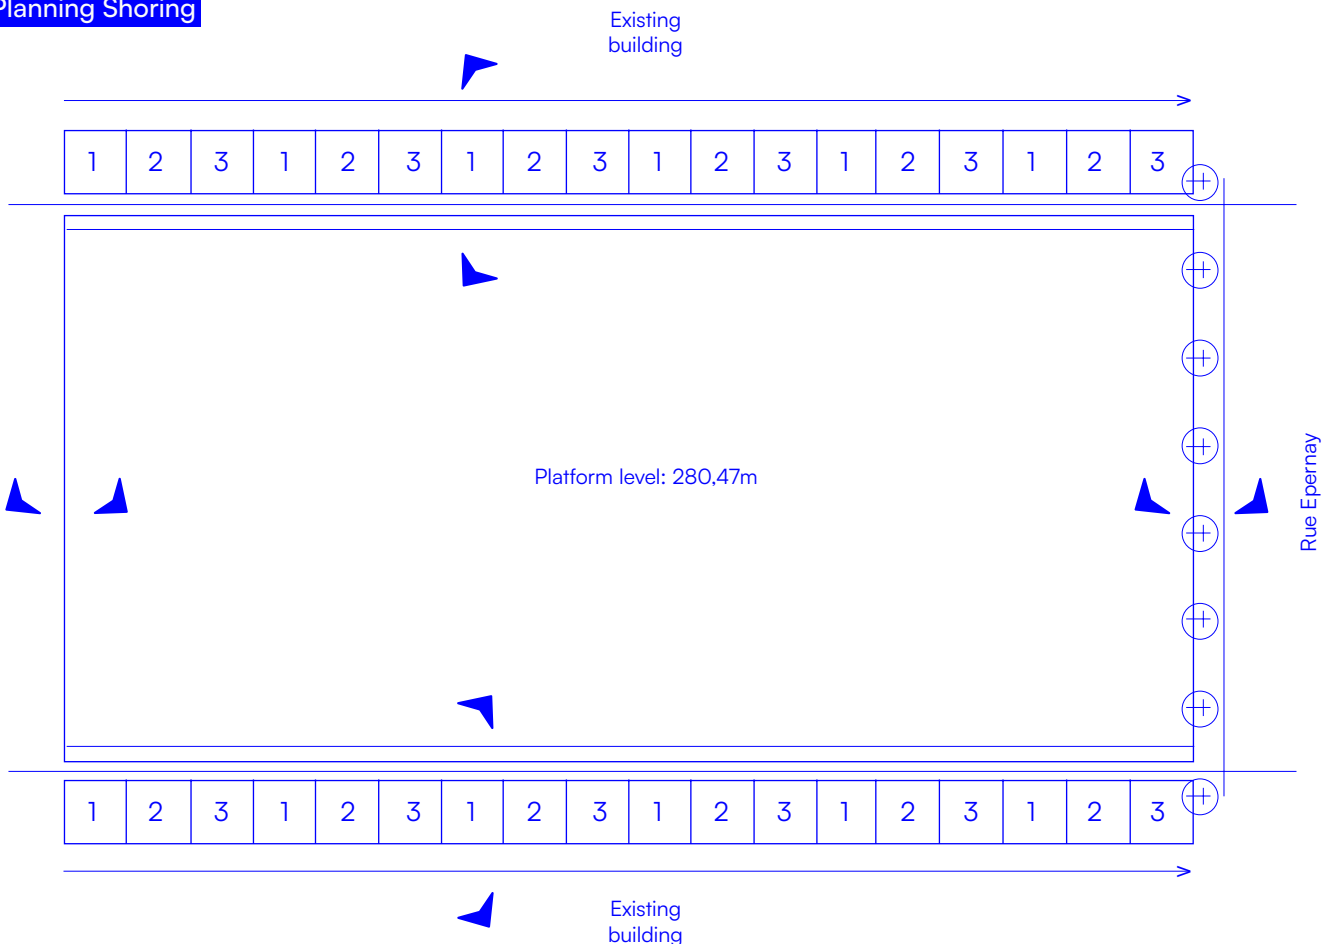 Planning Shoring
Existing
building
1 2 3 1 2 3 1 2 3 1 2 3 1 2 3 1 2 3
Platform level: 280,47m
Rue Epernay
1 2 3 1 2 3 1 2 3 1 2 3 1 2 3 1 2 3
Existing
building